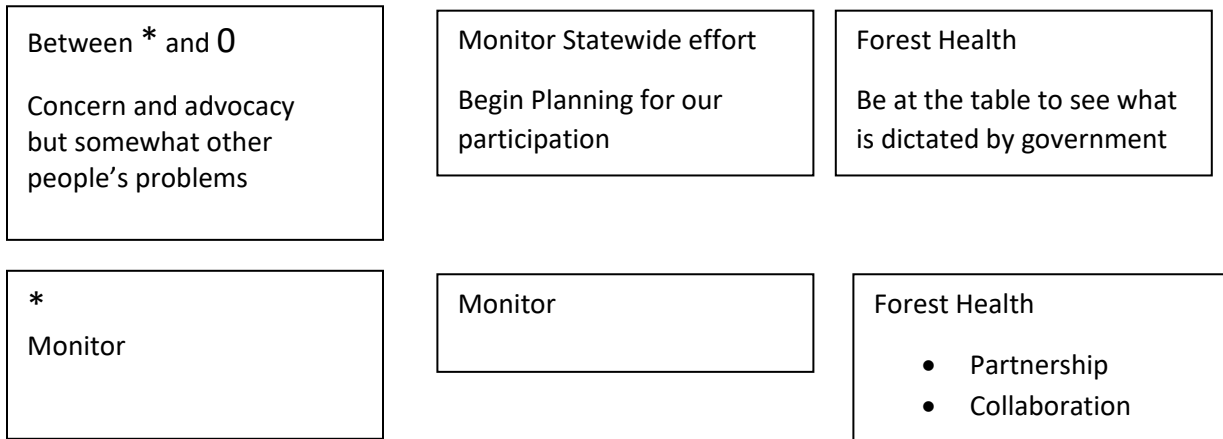 Between * and 0
Concern and advocacy
but somewhat other
people's problems
Monitor Statewide effort
Begin Planning for our
participation
Forest Health
Be at the table to see what
is dictated by government
*
Monitor
Monitor
Forest Health
• Partnership
• Collaboration